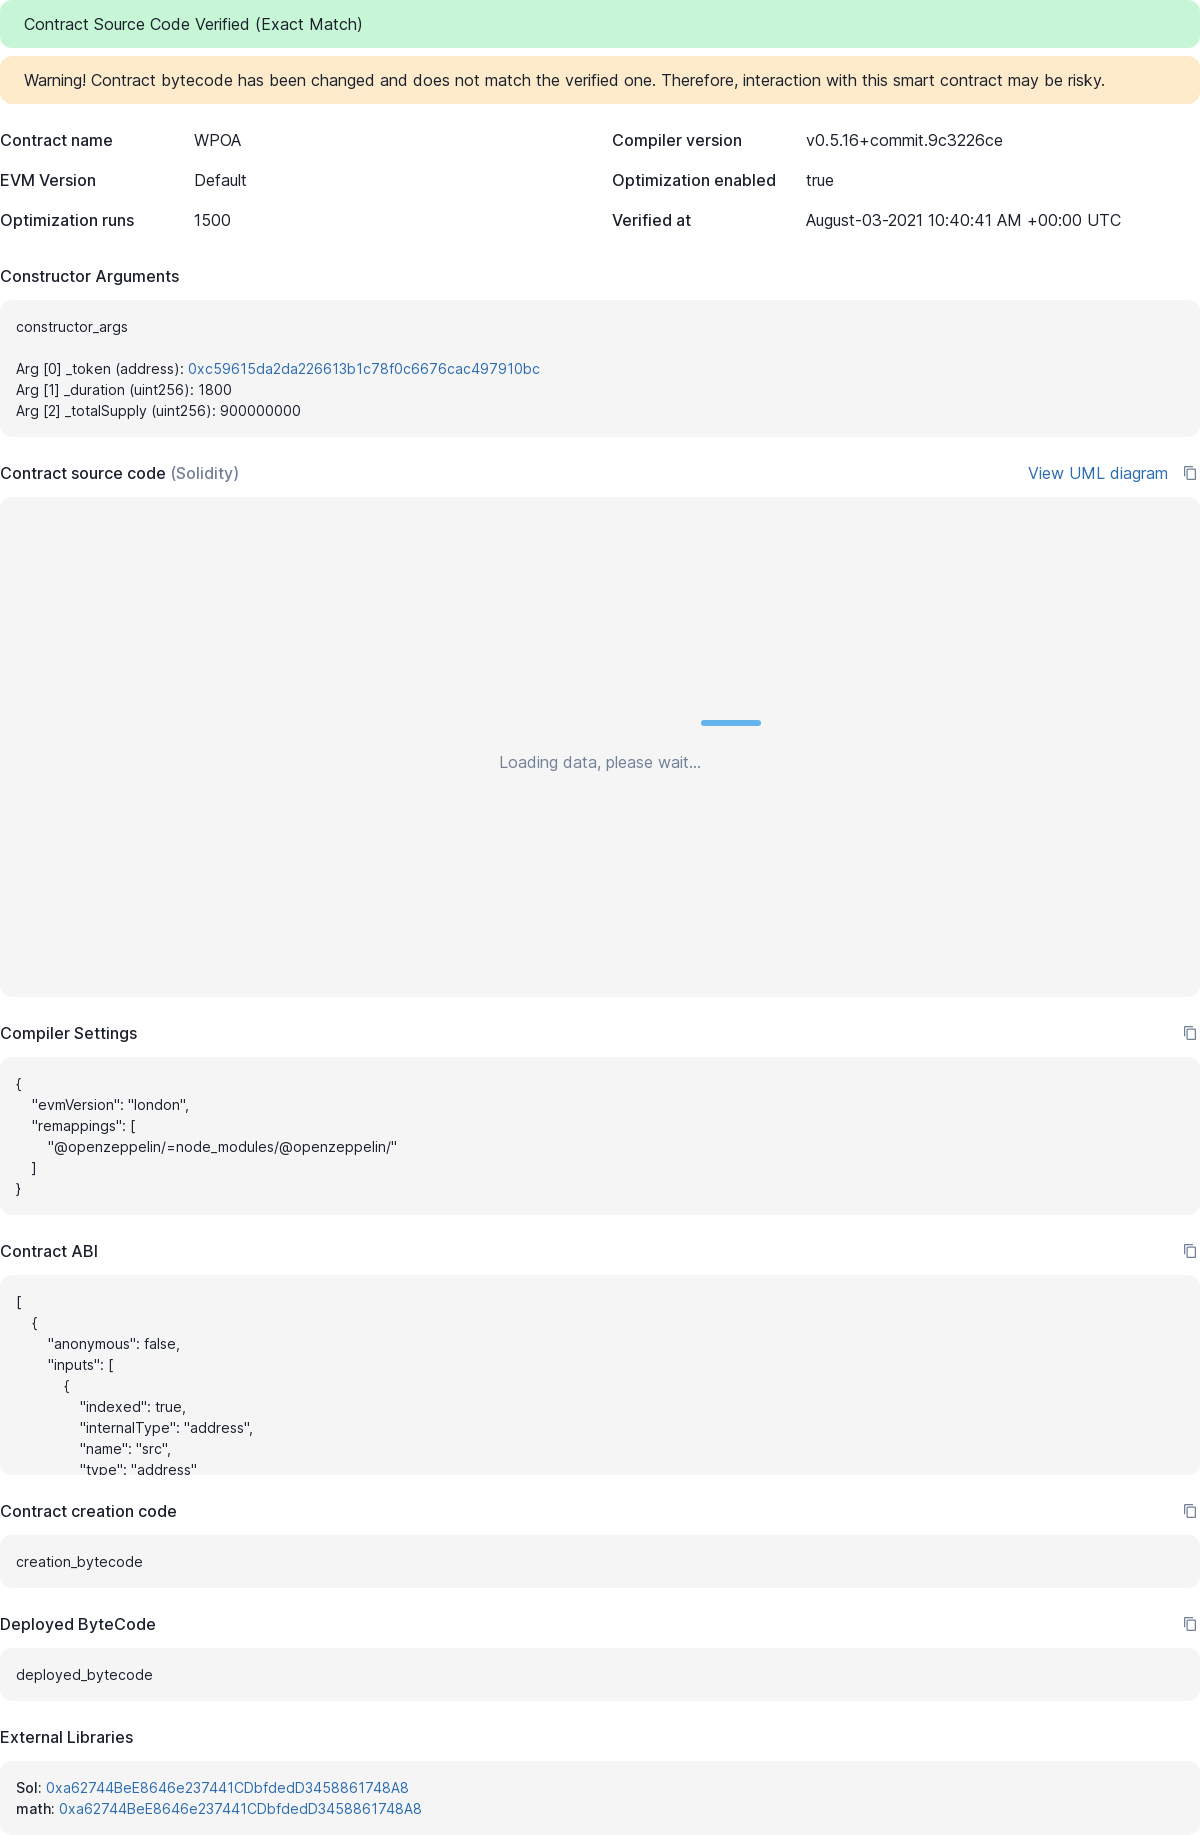 Contract Source Code Verified (Exact Match)
Warning! Contract bytecode has been changed and does not match the verified one. Therefore, interaction with this smart contract may be risky.
Contract name WPOA
Compiler version v0.5.16+commit.9c3226ce
EVM Version Default
Optimization enabled true
Optimization runs 1500
Verified at August-03-2021 10:40:41 AM +00:00 UTC
Constructor Arguments
constructor_args
Arg [0] _token (address): 0xc59615da2da226613b1c78f0c6676cac497910bc
Arg [1] _duration (uint256): 1800
Arg [2] _totalSupply (uint256): 900000000
Contract source code (Solidity)
View UML diagram
Loading data, please wait...
Compiler Settings
{
"evmVersion": "london",
"remappings": [
"@openzeppelin/=node_modules/@openzeppelin/"
]
}
Contract ABI
[
{
"anonymous": false,
"inputs": [
{
"indexed": true,
"internalType": "address",
"name": "src",
"type": "address"
Contract creation code
creation_bytecode
Deployed ByteCode
deployed_bytecode
External Libraries
Sol: 0xa62744BeE8646e237441CDbfdedD3458861748A8
math: 0xa62744BeE8646e237441CDbfdedD3458861748A8